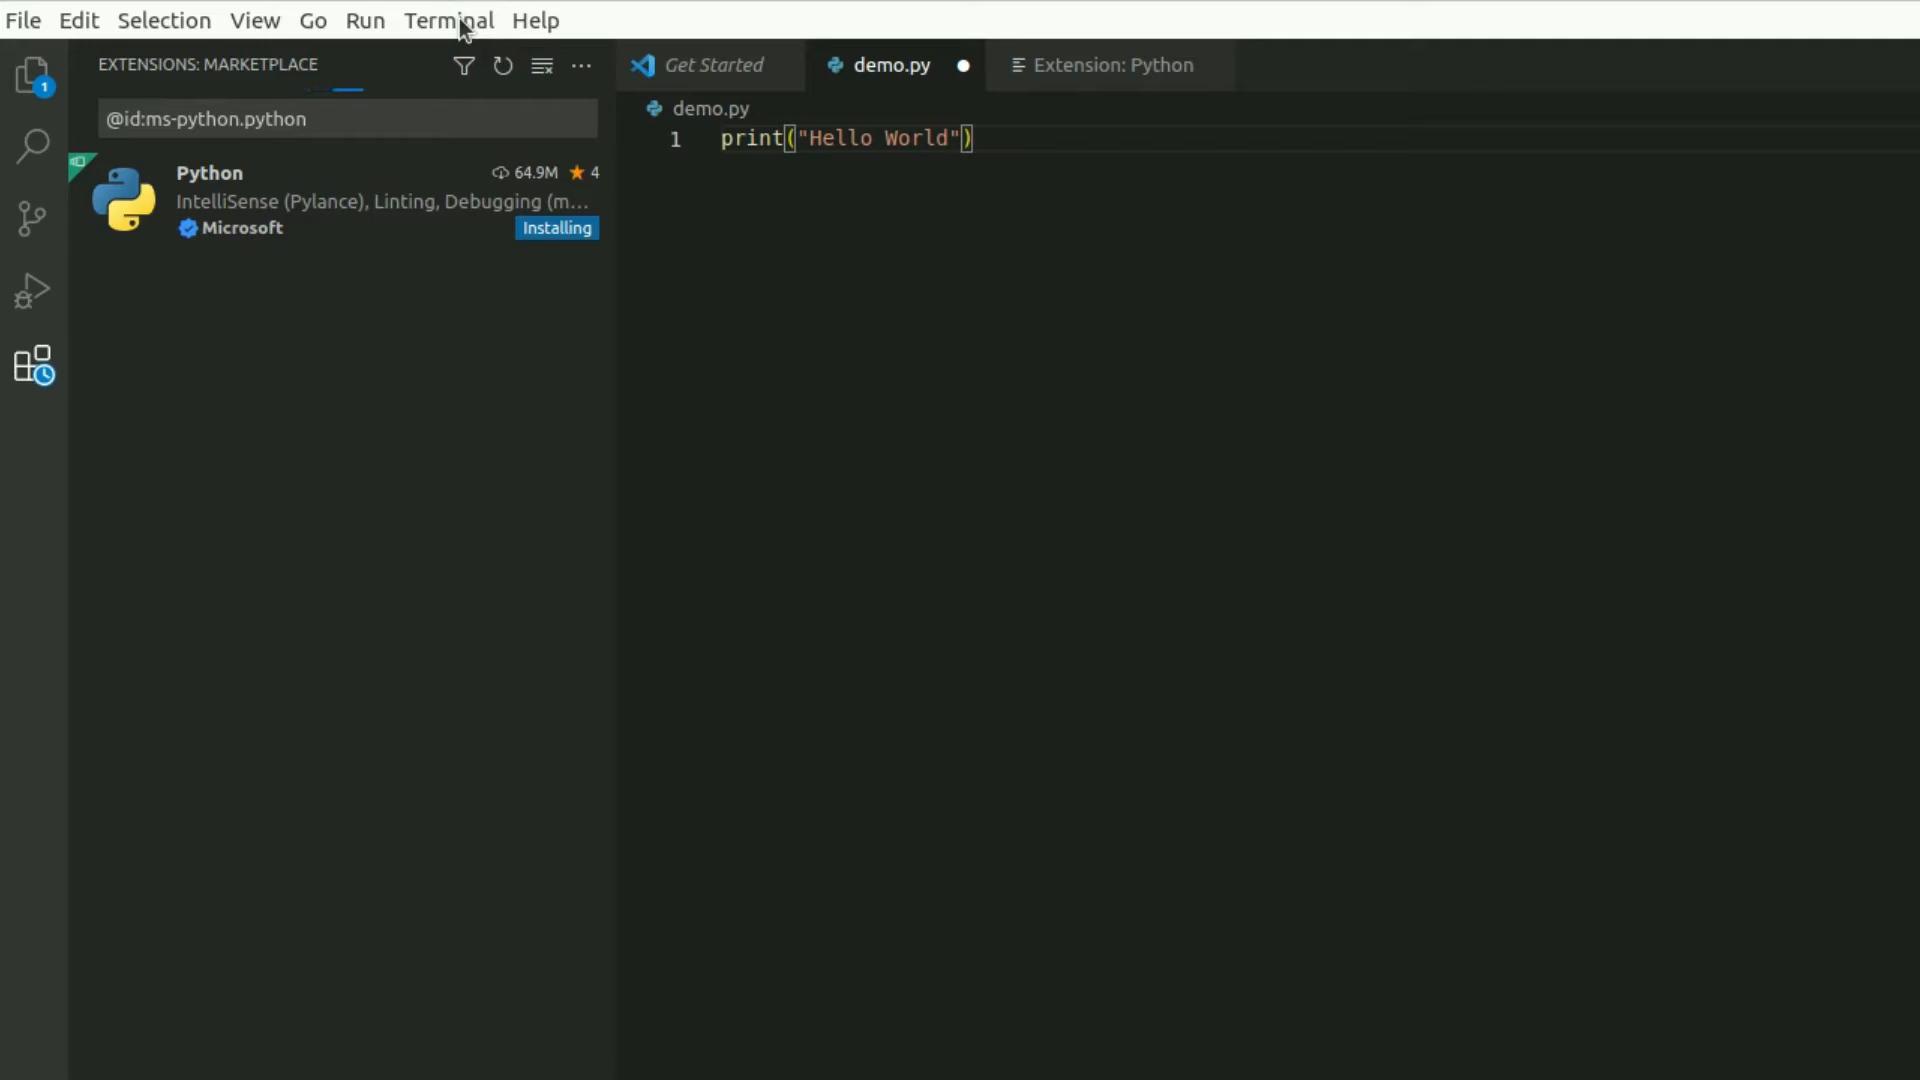 File Edit Selection View Go Run Terminal Help
EXTENSIONS: MARKETPLACE
Get Started
demo.py
Extension: Python
1
@id:ms-python.python
demo.py
1 print("Hello World")
Python 64.9M 4
IntelliSense (Pylance), Linting, Debugging (m...
Microsoft Installing